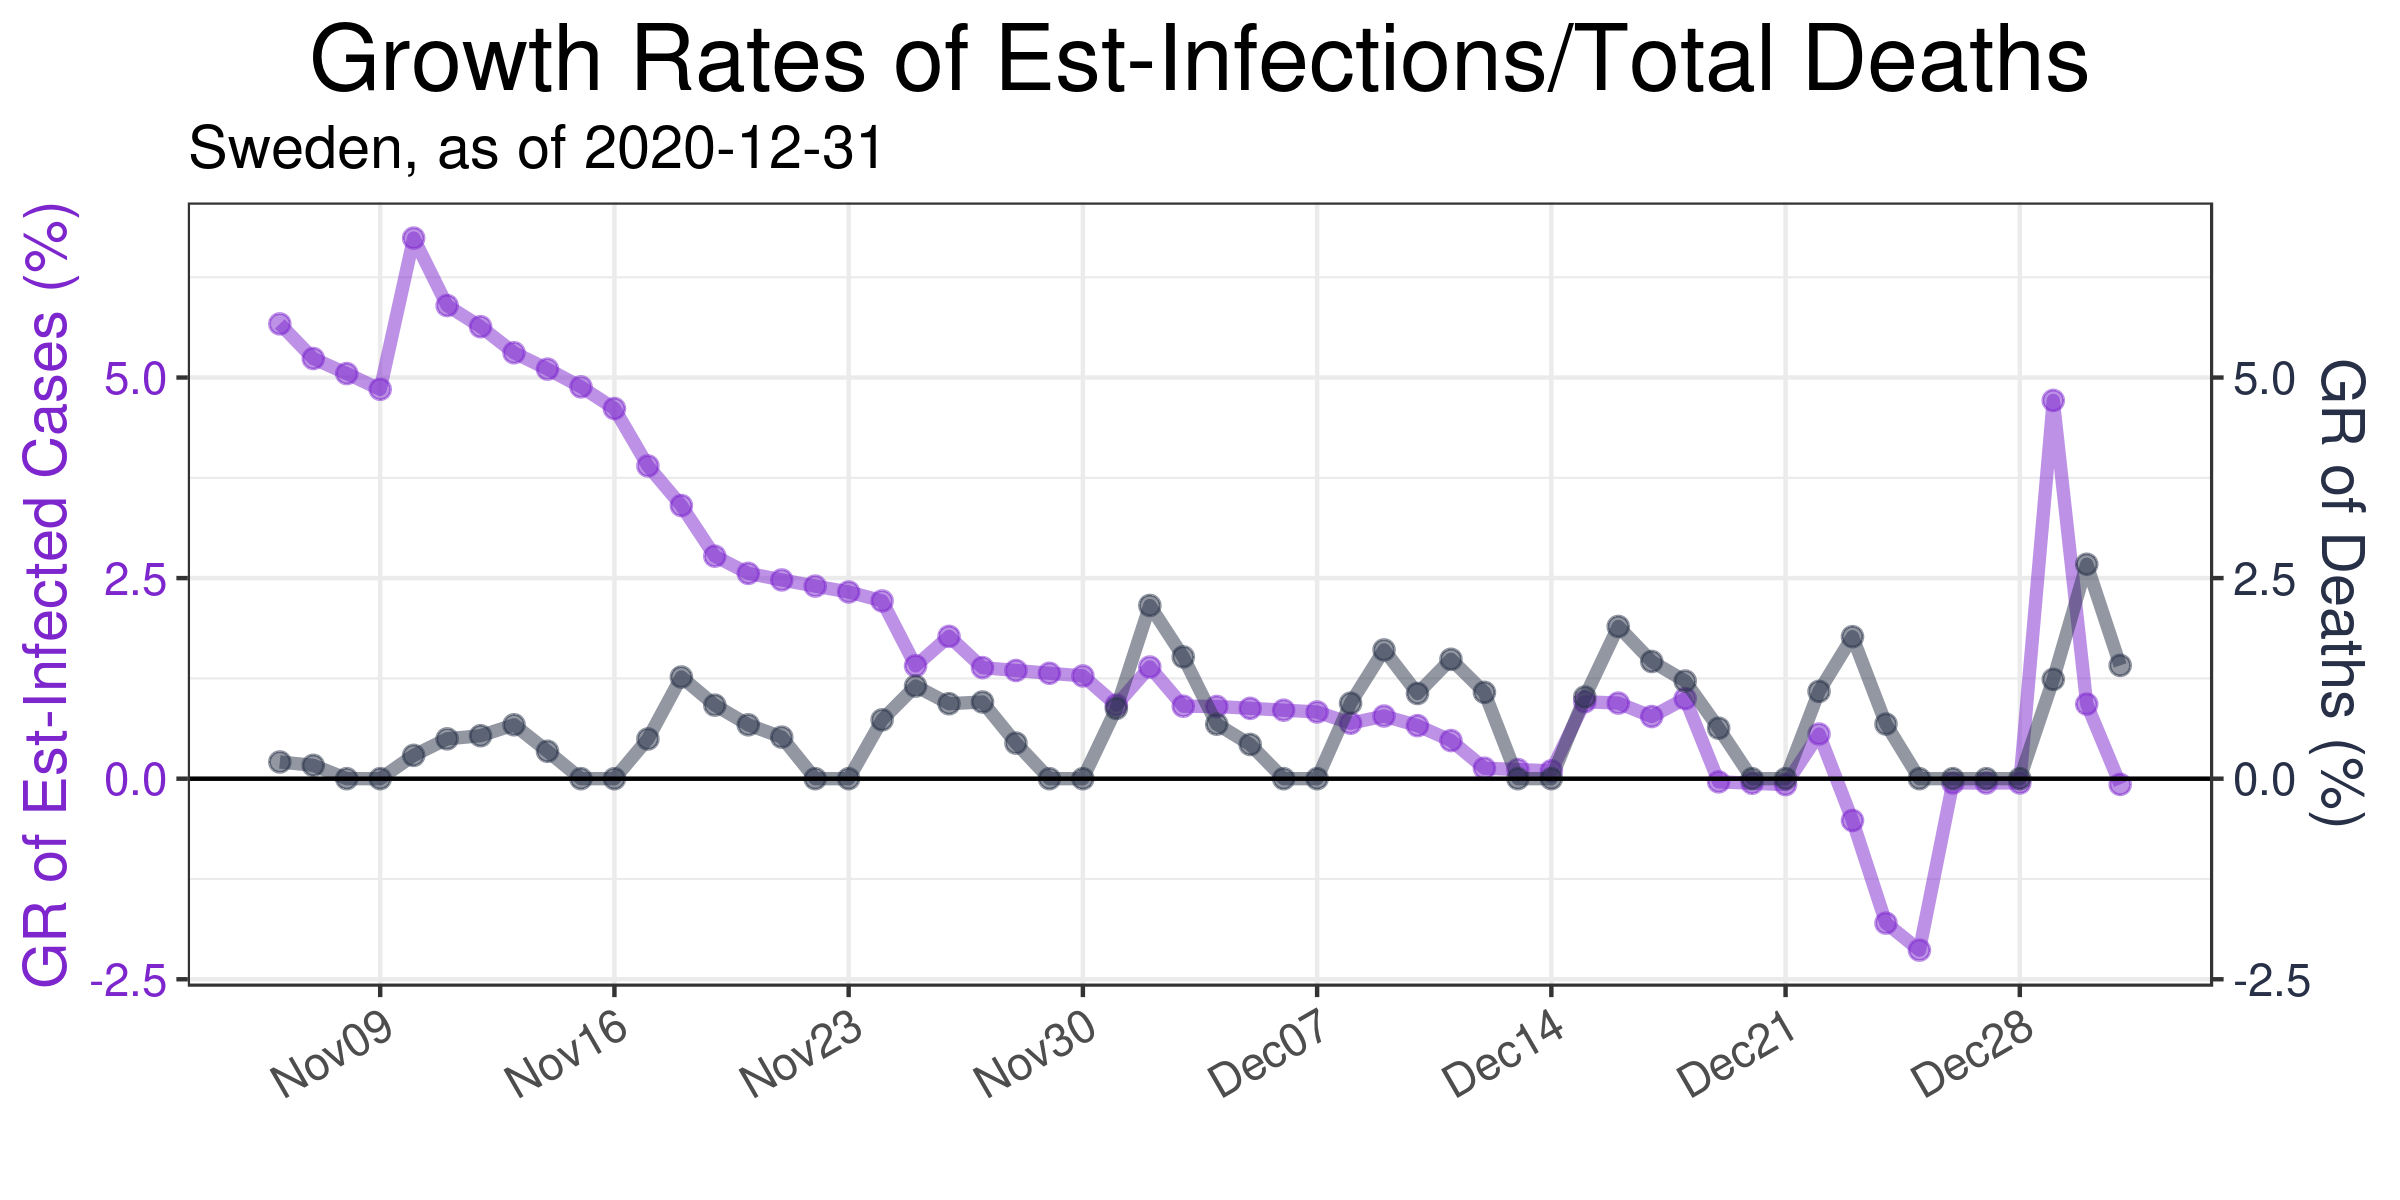 Growth Rates of Est-Infections/Total Deaths
Sweden, as of 2020-12-31
GR of Est-Infected Cases (%)
5.0
2.5
0.0
-2.5
5.0
2.5
0.0
-2.5
GR of Deaths (%)
Nov09
Nov16
Nov23
Nov30
Dec07
Dec14
Dec21
Dec28